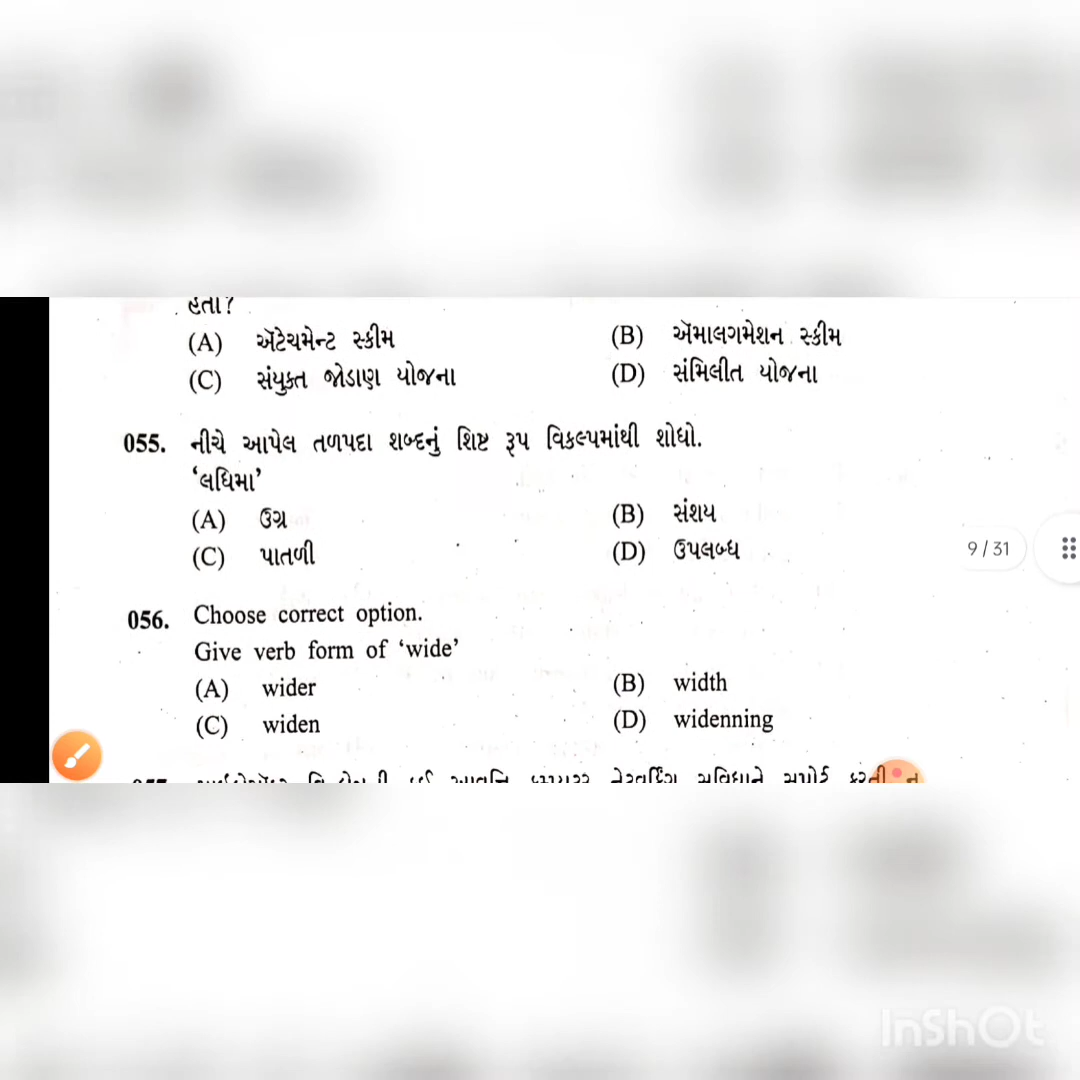 હતા?
(A) ઍટેચમેન્ટ સ્કીમ (B) ઍમાલગમેશન સ્કીમ
(C) સંયુક્ત જોડાણ યોજના (D) સંમિલીત યોજના
055. નીચે આપેલ તળપદા શબ્દનું શિષ્ટ રૂપ વિકલ્પમાંથી શોધો.
‘લધિમા’
(A) ઉગ્ર (B) સંશય
(C) પાતળી (D) ઉપલબ્ધ
9 / 31
056. Choose correct option.
Give verb form of ‘wide’
(A) wider (B) width
(C) widen (D) widenning
InShOt